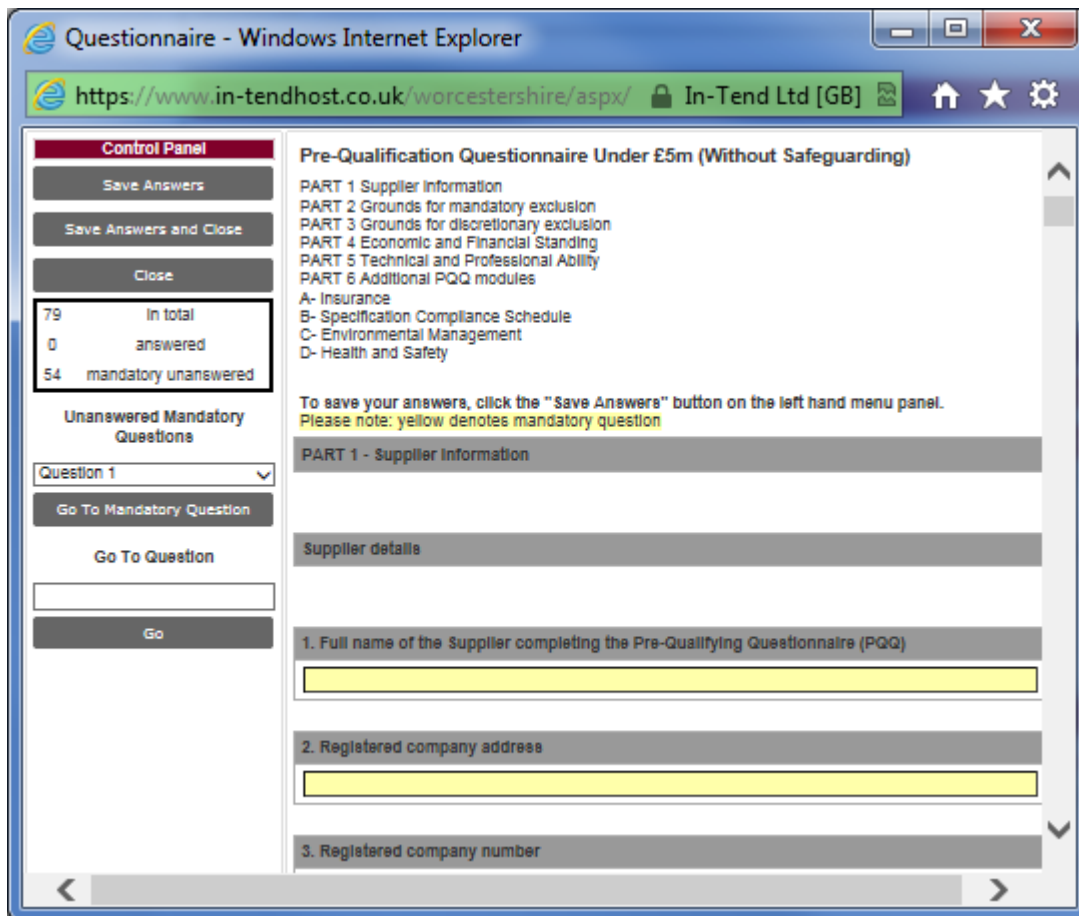 Questionnaire - Windows Internet Explorer
https://www.in-tendhost.co.uk/worcestershire/aspx/ In-Tend Ltd [GB]
Control Panel
Save Answers
Save Answers and Close
Close
79 in total
0 answered
54 mandatory unanswered
Unanswered Mandatory
Questions
Question 1
Go To Mandatory Question
Go To Question
Go
Pre-Qualification Questionnaire Under £5m (Without Safeguarding)
PART 1 Supplier Information
PART 2 Grounds for mandatory exclusion
PART 3 Grounds for discretionary exclusion
PART 4 Economic and Financial Standing
PART 5 Technical and Professional Ability
PART 6 Additional PQQ modules
A- Insurance
B- Specification Compliance Schedule
C- Environmental Management
D- Health and Safety
To save your answers, click the "Save Answers" button on the left hand menu panel.
Please note: yellow denotes mandatory question
PART 1 - Supplier Information
Supplier details
1. Full name of the Supplier completing the Pre-Qualifying Questionnaire (PQQ)
2. Registered company address
3. Registered company number